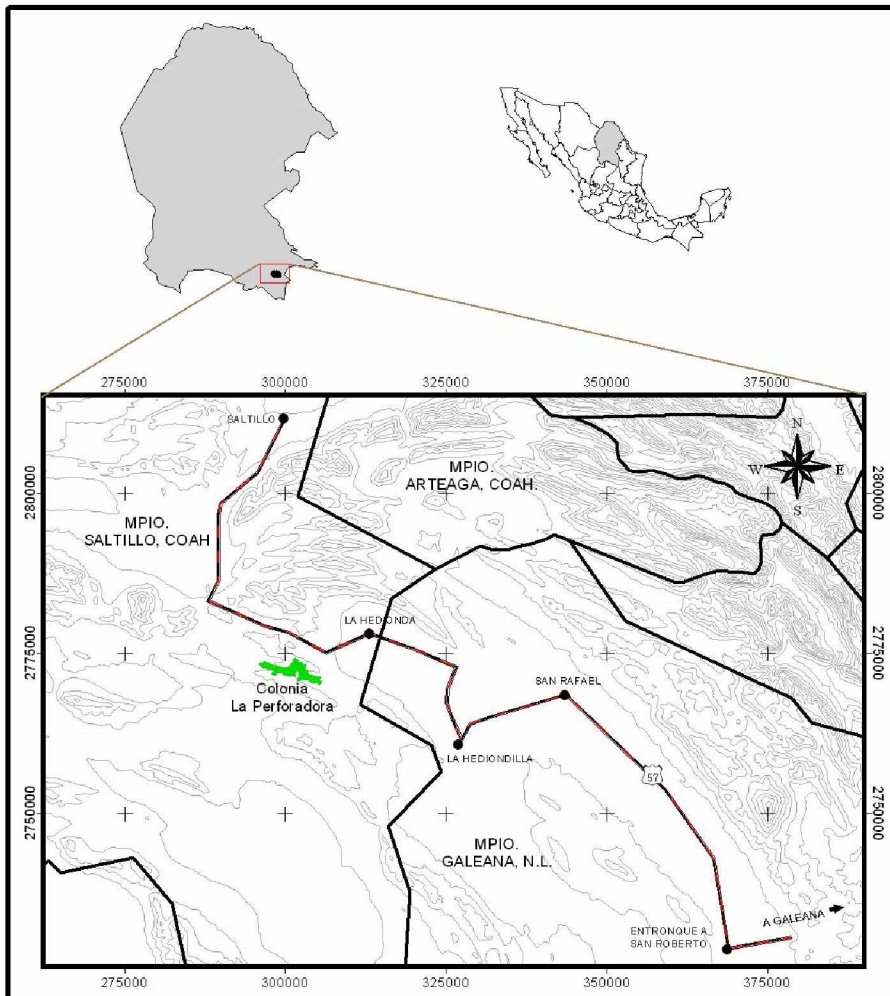 275000 300000 325000 350000 375000
SALTILLO
N
W E
S
MPIO.
ARTEAGA, COAH.
2800000
2800000
MPIO.
SALTILLO, COAH
LA HEDIONDA
2775000
2775000
Colonia
La Perforadora
SAN RAFAEL
LA HEDIONDILLA
57
2750000
2750000
MPIO.
GALEANA, N.L.
A GALEANA
ENTRONQUE A
SAN ROBERTO
275000 300000 325000 350000 375000